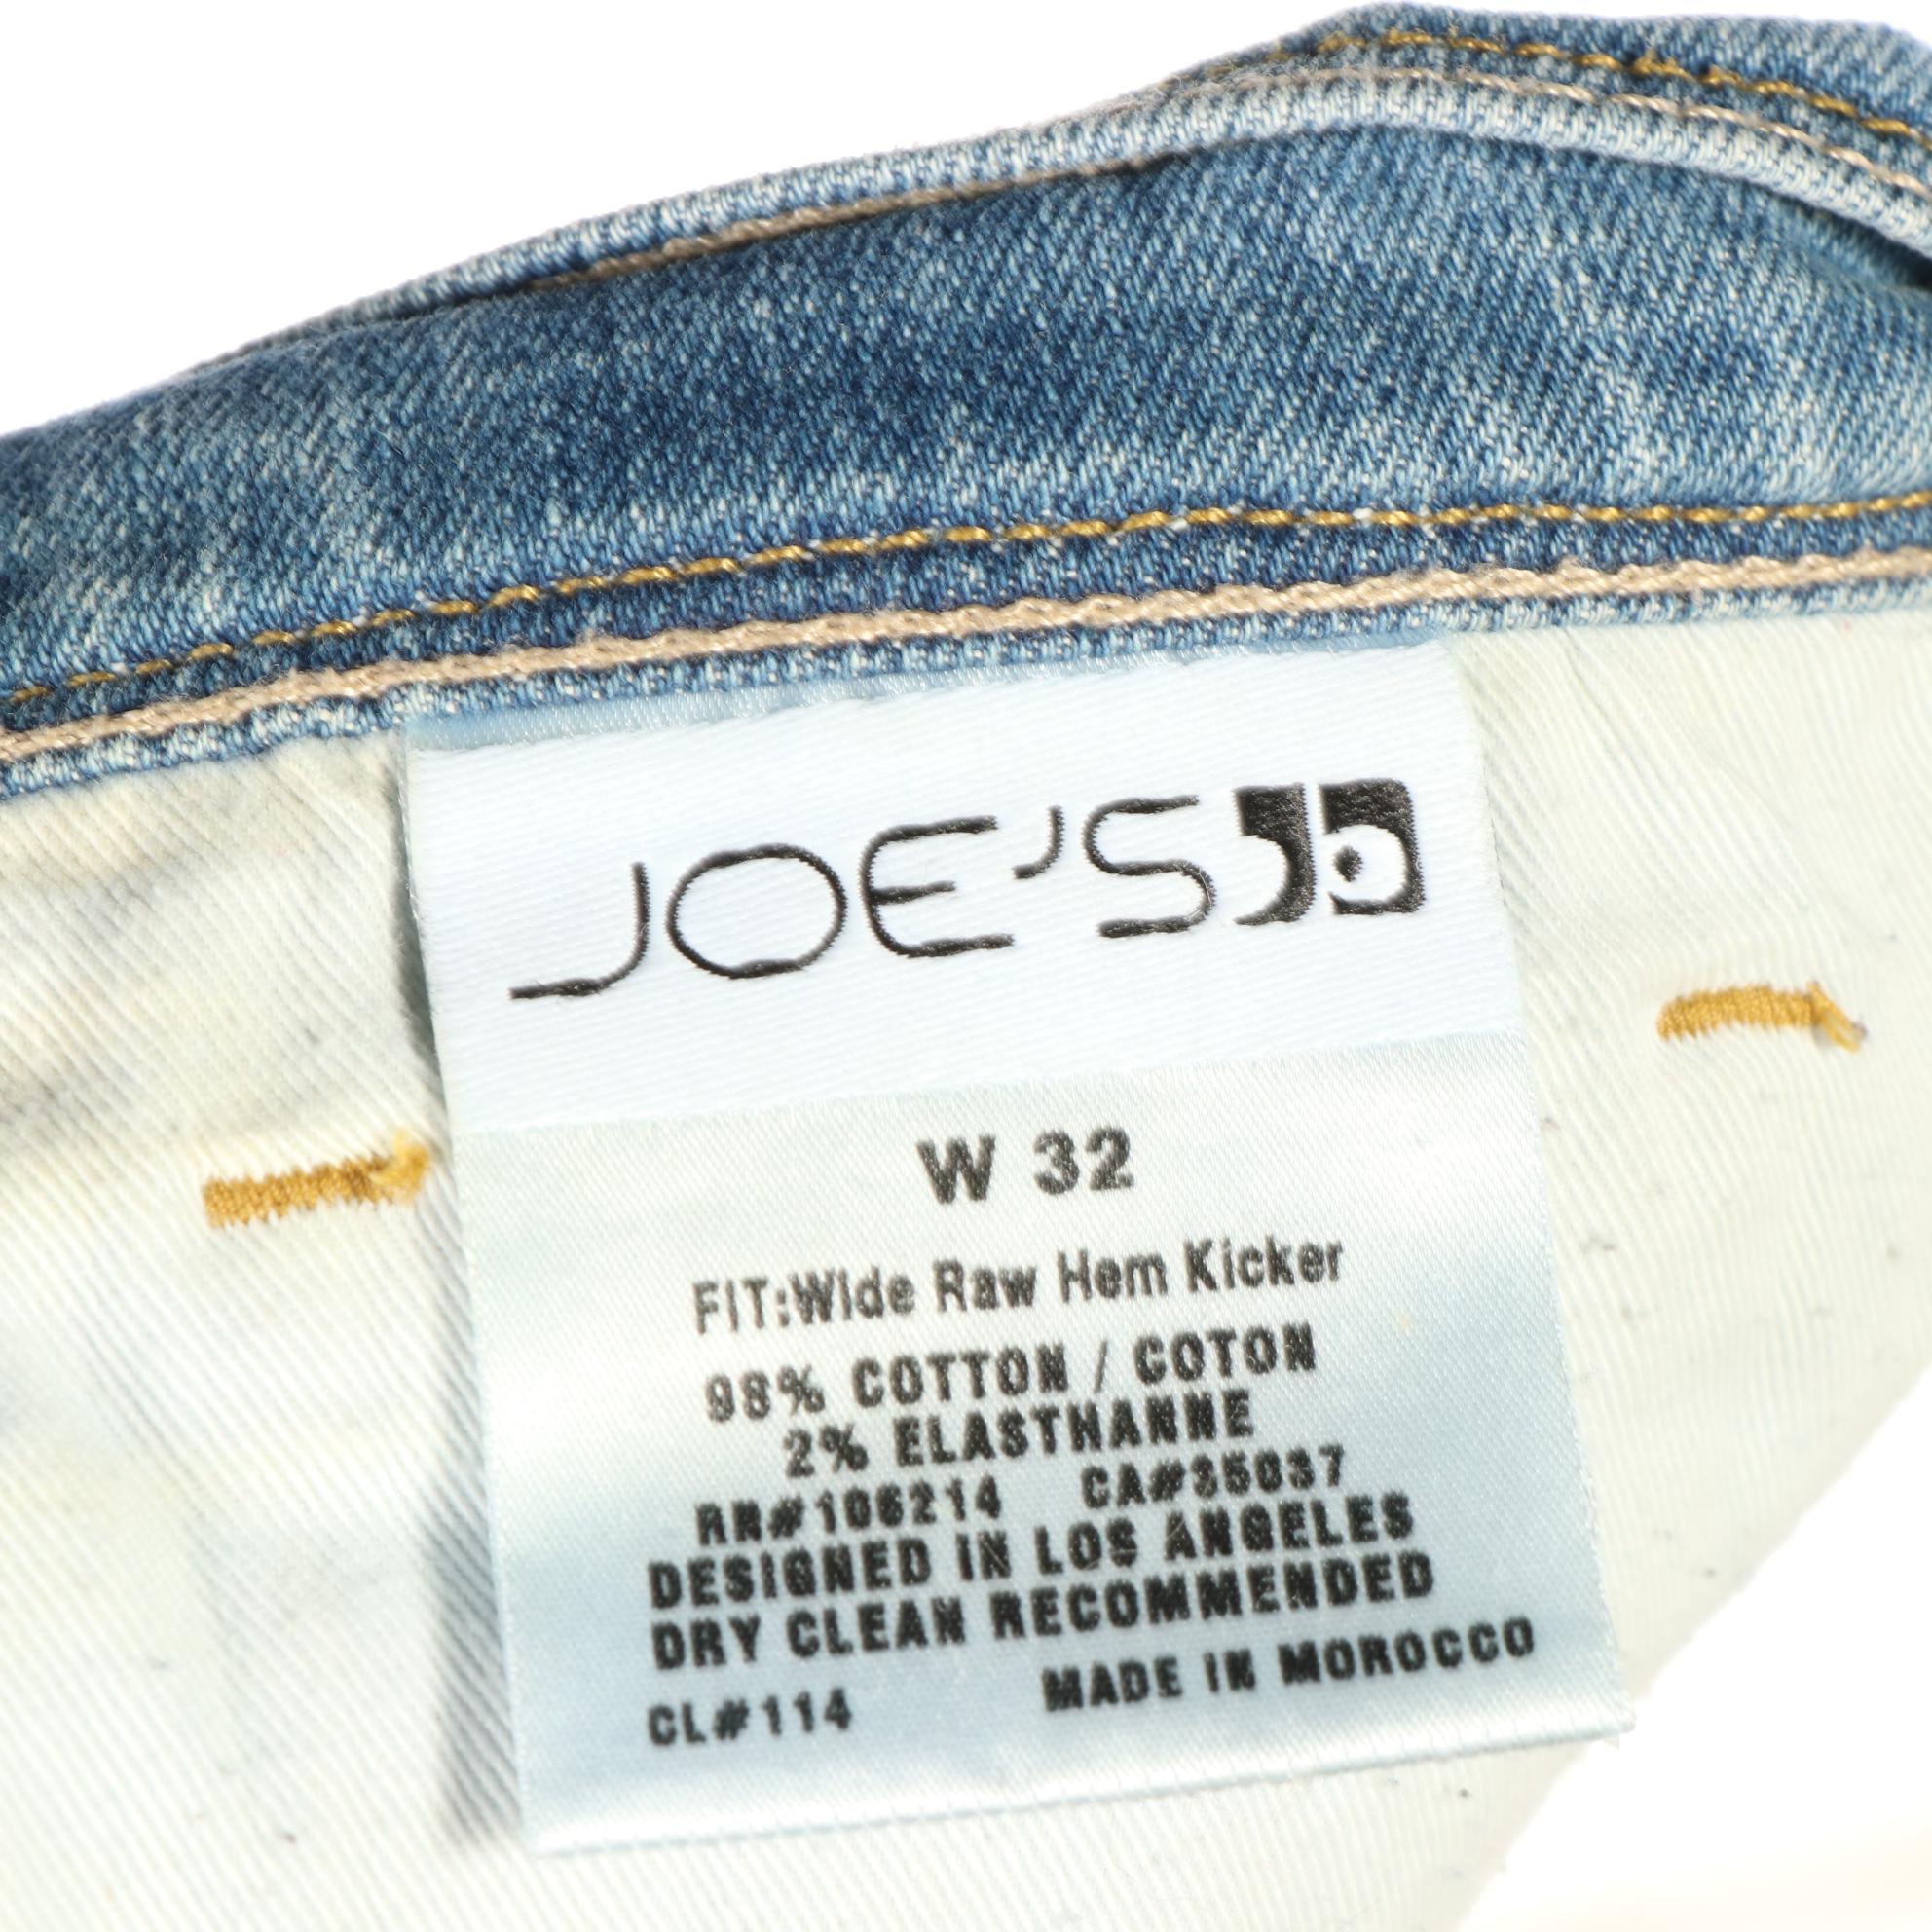 JOE'S
W 32
FIT:Wide Raw Hem Kicker
98% COTTON / COTON
2% ELASTHANNE
RN#106214 CA#35037
DESIGNED IN LOS ANGELES
DRY CLEAN RECOMMENDED
CL#114 MADE IN MOROCCO